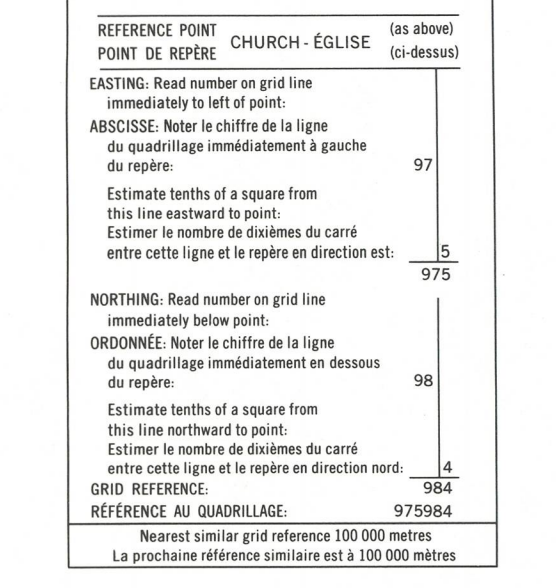 REFERENCE POINT CHURCH - ÉGLISE (as above)
POINT DE REPÈRE (ci-dessus)
EASTING: Read number on grid line
immediately to left of point:
ABSCISSE: Noter le chiffre de la ligne
du quadrillage immédiatement à gauche
du repère: 97
Estimate tenths of a square from
this line eastward to point:
Estimer le nombre de dixièmes du carré
entre cette ligne et le repère en direction est: 5
975
NORTHING: Read number on grid line
immediately below point:
ORDONNÉE: Noter le chiffre de la ligne
du quadrillage immédiatement en dessous
du repère: 98
Estimate tenths of a square from
this line northward to point:
Estimer le nombre de dixièmes du carré
entre cette ligne et le repère en direction nord: 4
GRID REFERENCE: 984
RÉFÉRENCE AU QUADRILLAGE: 975984
Nearest similar grid reference 100 000 metres
La prochaine référence similaire est à 100 000 mètres